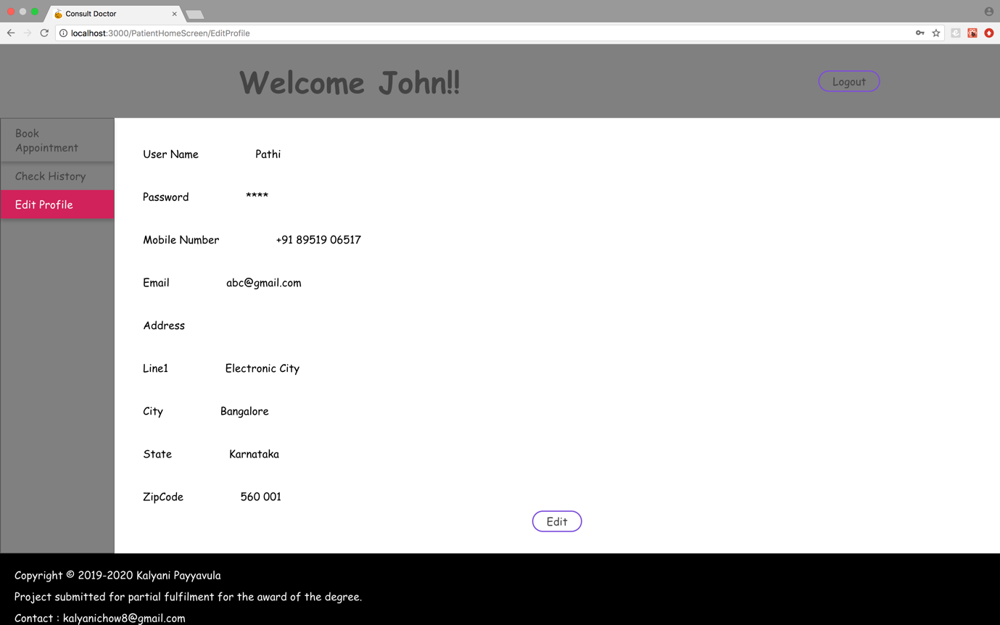 Consult Doctor
localhost:3000/PatientHomeScreen/EditProfile
Welcome John!!
Logout
Book
Appointment
Check History
Edit Profile
User Name Pathi
Password ****
Mobile Number +91 89519 06517
Email abc@gmail.com
Address
Line1 Electronic City
City Bangalore
State Karnataka
ZipCode 560 001
Edit
Copyright © 2019-2020 Kalyani Payyavula
Project submitted for partial fulfilment for the award of the degree.
Contact : kalyanichow8@gmail.com